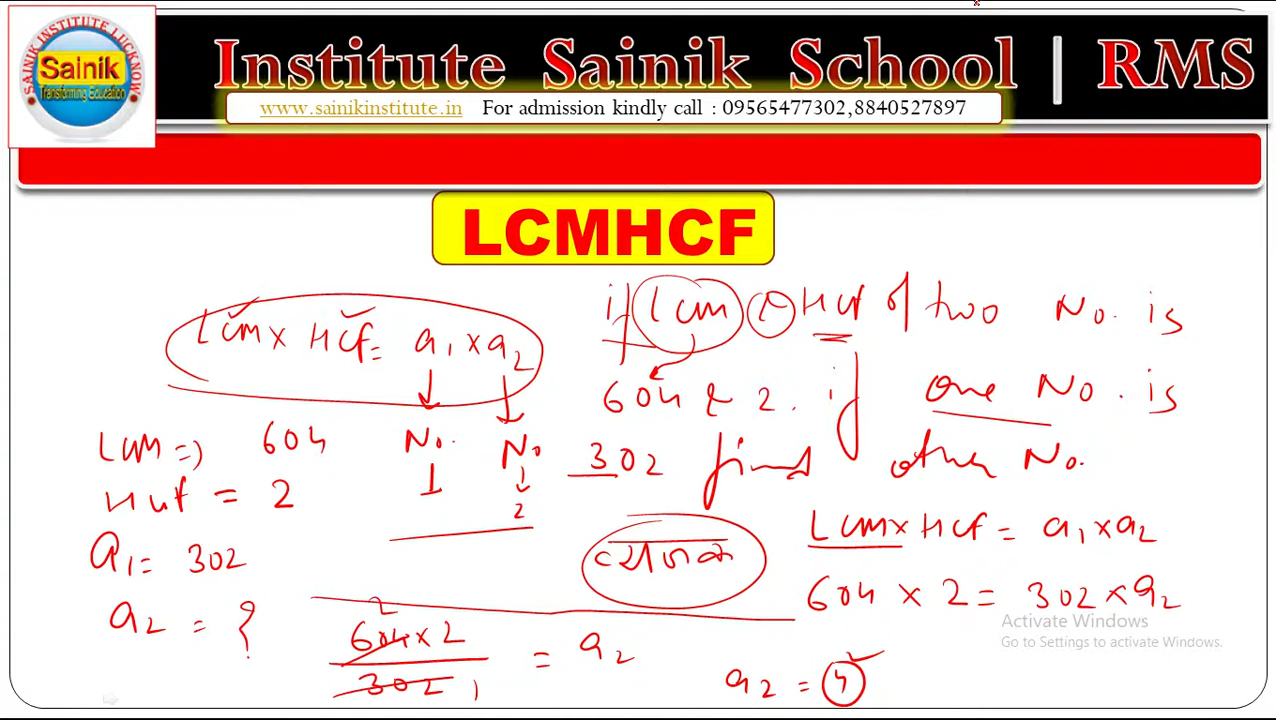 SAINIK INSTITUTE LUCKNOW
Sainik
Transforming Education
Institute Sainik School | RMS
www.sainikinstitute.in For admission kindly call : 09565477302,8840527897
LCMHCF
if Lcm & HCf of two No. is
604 & 2. if one No. is
302 find other No.
LCM x HCF = a1 x a2
No. 1
No 2
LCM => 604
HCf = 2
a1 = 302
a2 = ?
LCM x HCF = a1 x a2
604 x 2 = 302 x a2
2
604 x 2
302 1
= a2
a2 = 4
Activate Windows
Go to Settings to activate Windows.